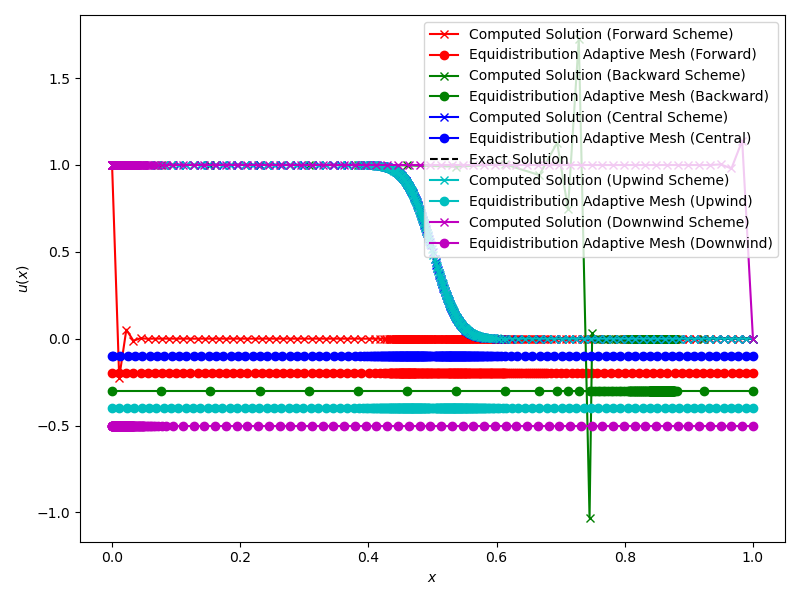 Computed Solution (Forward Scheme)
Equidistribution Adaptive Mesh (Forward)
Computed Solution (Backward Scheme)
Equidistribution Adaptive Mesh (Backward)
Computed Solution (Central Scheme)
Equidistribution Adaptive Mesh (Central)
Exact Solution
Computed Solution (Upwind Scheme)
Equidistribution Adaptive Mesh (Upwind)
Computed Solution (Downwind Scheme)
Equidistribution Adaptive Mesh (Downwind)
1.5
1.0
0.5
0.0
−0.5
−1.0
u(x)
0.0 0.2 0.4 0.6 0.8 1.0
x